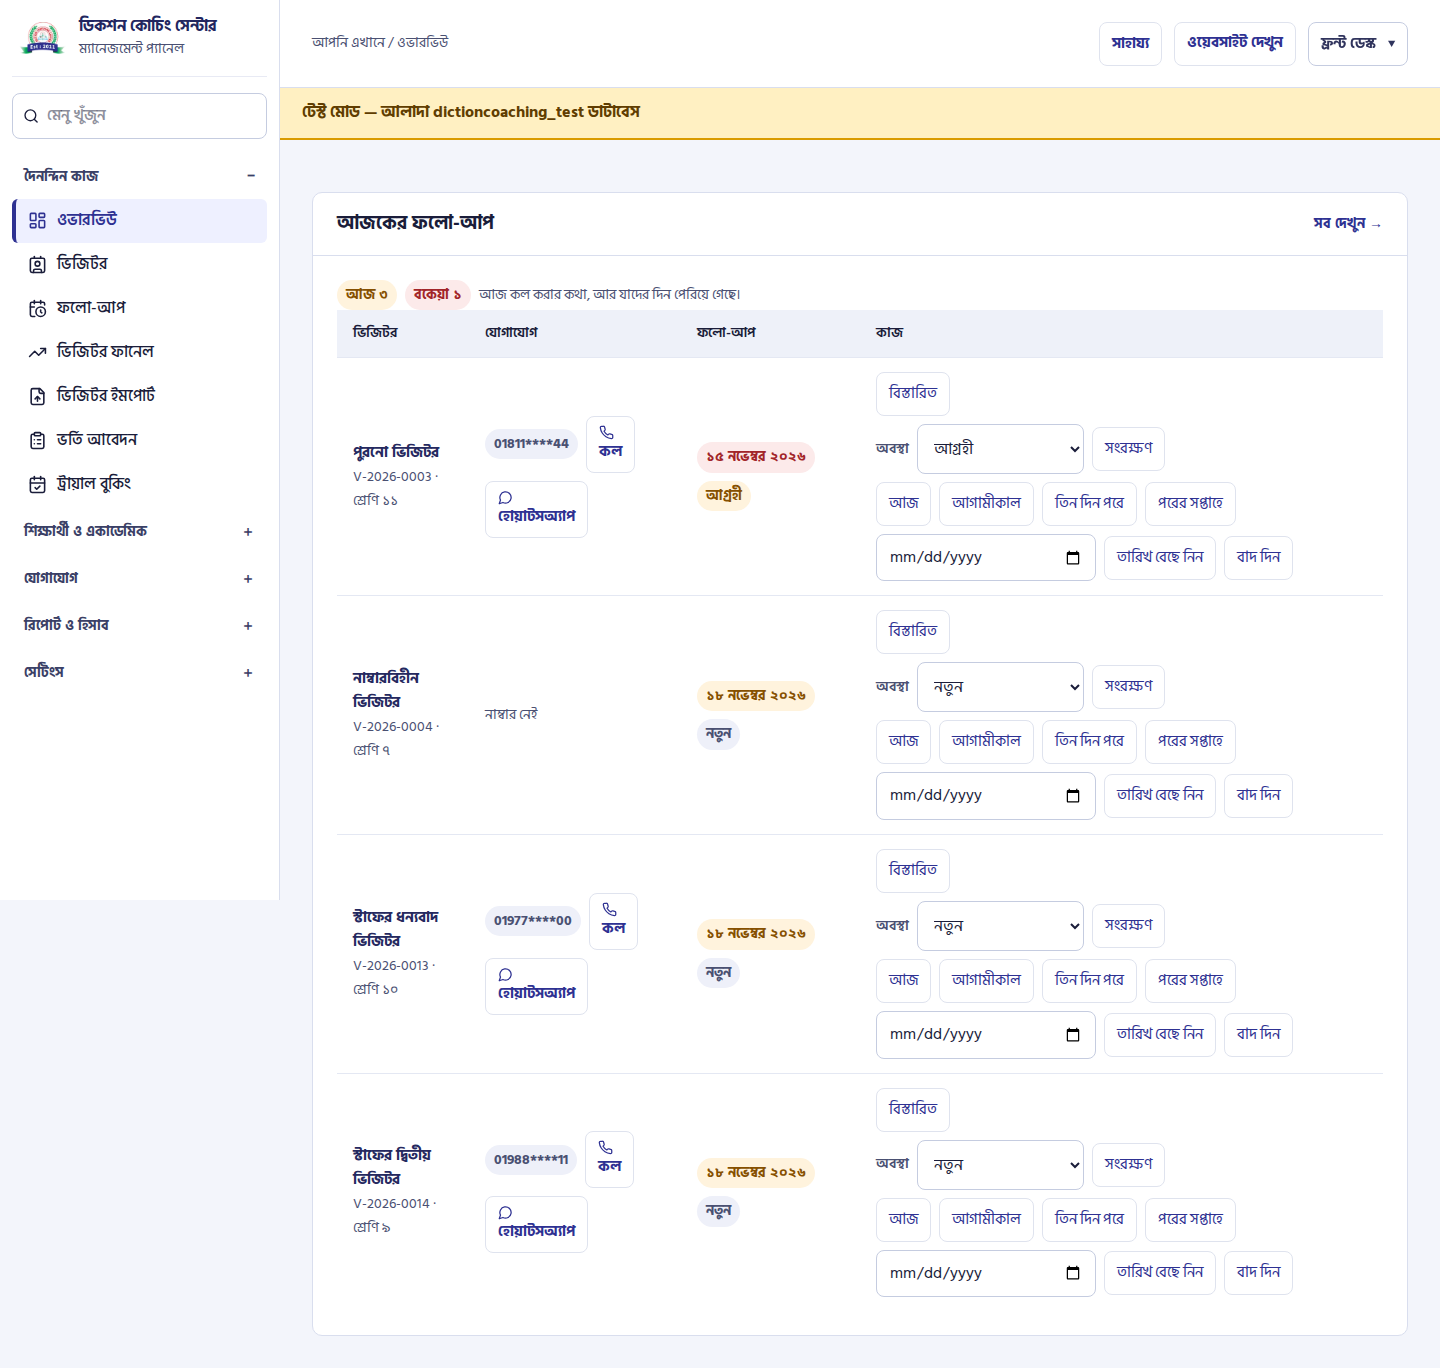 ডিকশন কোচিং সেন্টার
ম্যানেজমেন্ট প্যানেল
Est : 2011
মেনু খুঁজুন
দৈনন্দিন কাজ −
ওভারভিউ
ভিজিটর
ফলো-আপ
ভিজিটর ফানেল
ভিজিটর ইমপোর্ট
ভর্তি আবেদন
ট্রায়াল বুকিং
শিক্ষার্থী ও একাডেমিক +
যোগাযোগ +
রিপোর্ট ও হিসাব +
সেটিংস +
আপনি এখানে / ওভারভিউ
সাহায্য
ওয়েবসাইট দেখুন
ফ্রন্ট ডেস্ক ▾
টেস্ট মোড — আলাদা dictioncoaching_test ডাটাবেস
আজকের ফলো-আপ
সব দেখুন →
আজ ৩ বকেয়া ১ আজ কল করার কথা, আর যাদের দিন পেরিয়ে গেছে।
ভিজিটর যোগাযোগ ফলো-আপ কাজ
পুরনো ভিজিটর
V-2026-0003 ·
শ্রেণি ১১
01811****44
কল
হোয়াটসঅ্যাপ
১৫ নভেম্বর ২০২৬
আগ্রহী
বিস্তারিত
অবস্থা আগ্রহী সংরক্ষণ
আজ আগামীকাল তিন দিন পরে পরের সপ্তাহে
mm/dd/yyyy তারিখ বেছে নিন বাদ দিন
নাম্বারবিহীন
ভিজিটর
V-2026-0004 ·
শ্রেণি ৭
নাম্বার নেই
১৮ নভেম্বর ২০২৬
নতুন
বিস্তারিত
অবস্থা নতুন সংরক্ষণ
আজ আগামীকাল তিন দিন পরে পরের সপ্তাহে
mm/dd/yyyy তারিখ বেছে নিন বাদ দিন
স্টাফের ধন্যবাদ
ভিজিটর
V-2026-0013 ·
শ্রেণি ১০
01977****00
কল
হোয়াটসঅ্যাপ
১৮ নভেম্বর ২০২৬
নতুন
বিস্তারিত
অবস্থা নতুন সংরক্ষণ
আজ আগামীকাল তিন দিন পরে পরের সপ্তাহে
mm/dd/yyyy তারিখ বেছে নিন বাদ দিন
স্টাফের দ্বিতীয়
ভিজিটর
V-2026-0014 ·
শ্রেণি ৯
01988****11
কল
হোয়াটসঅ্যাপ
১৮ নভেম্বর ২০২৬
নতুন
বিস্তারিত
অবস্থা নতুন সংরক্ষণ
আজ আগামীকাল তিন দিন পরে পরের সপ্তাহে
mm/dd/yyyy তারিখ বেছে নিন বাদ দিন